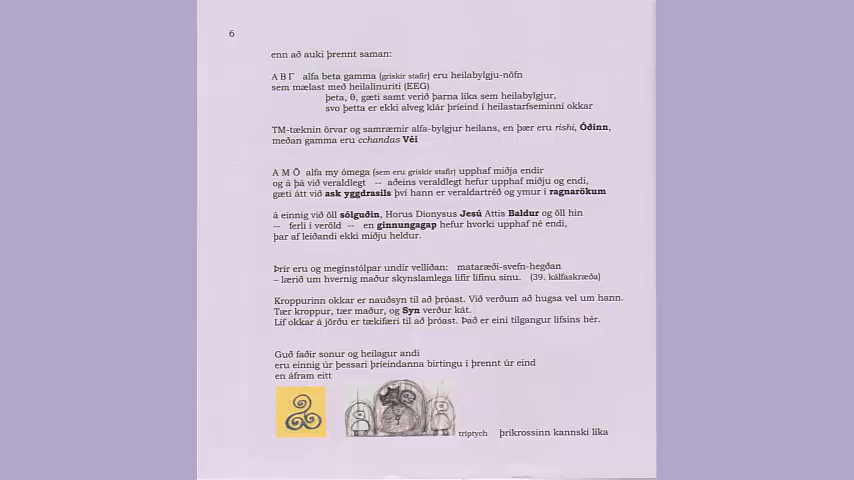 6
enn að auki þrennt saman:
A B Γ alfa beta gamma (grískir stafir) eru heilabylgju-nöfn
sem mælast með heilalínuriti (EEG)
þeta, θ, gæti samt verið þarna líka sem heilabylgjur,
svo þetta er ekki alveg klár þríeind í heilastarfseminni okkar
TM-tæknin örvar og samræmir alfa-bylgjur heilans, en þær eru rishi, Óðinn,
meðan gamma eru cchandas Véi
A M Ō alfa my ómega (sem eru grískir stafir) upphaf miðja endir
og á þá við veraldlegt -- aðeins veraldlegt hefur upphaf miðju og endi,
gæti átt við ask yggdrasils því hann er veraldartréð og ymur í ragnarökum
á einnig við öll sólguðin, Horus Dionysus Jesú Attis Baldur og öll hin
-- ferli í veröld -- en ginnungagap hefur hvorki upphaf né endi,
þar af leiðandi ekki miðju heldur.
Þrír eru og meginstólpar undir vellíðan: mataræði-svefn-hegðan
– lærið um hvernig maður skynsamlega lifir lífinu sínu. (39. kálfaskræða)
Kroppurinn okkar er nauðsyn til að þróast. Við verðum að hugsa vel um hann.
Tær kroppur, tær maður, og Syn verður kát.
Líf okkar á jörðu er tækifæri til að þróast. Það er eini tilgangur lífsins hér.
Guð faðir sonur og heilagur andi
eru einnig úr þessari þríeindanna birtingu í þrennt úr eind
en áfram eitt
triptych þríkrossinn kannski líka